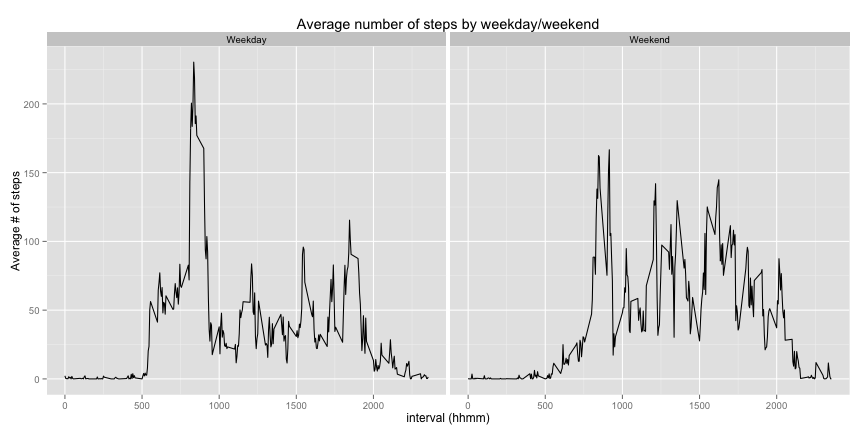 Average number of steps by weekday/weekend
Weekday
Weekend
Average # of steps
200
150
100
50
0
0 500 1000 1500 2000
0 500 1000 1500 2000
interval (hhmm)